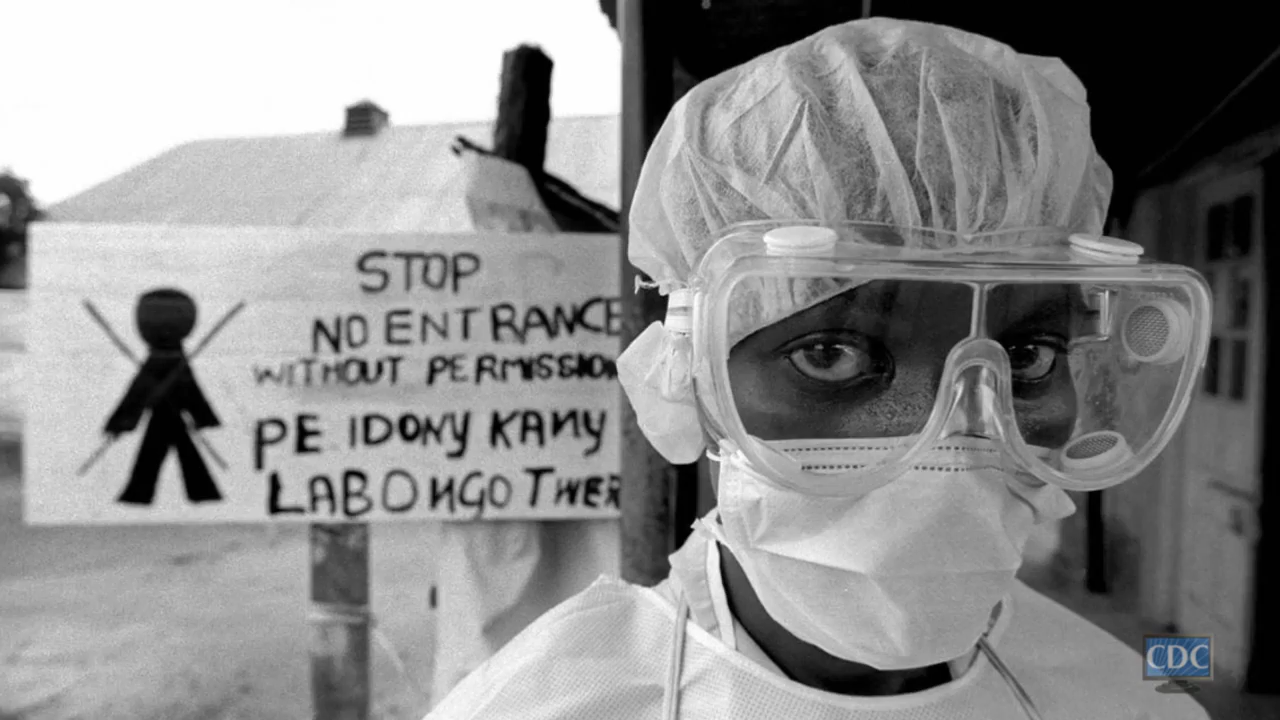 STOP
NO ENTRANCE
WITHOUT PERMISSION
PE IDONY KANY
LABONGO TWER
CDC